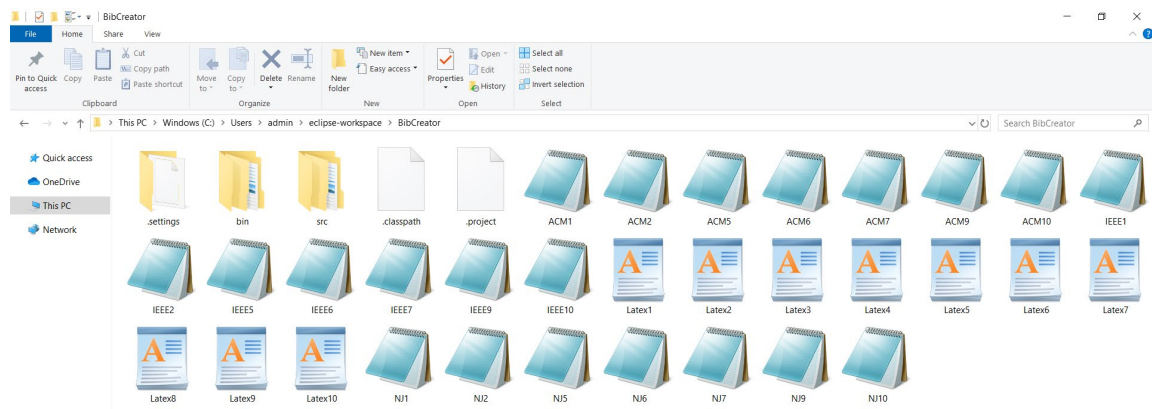 BibCreator
File Home Share View
Pin to Quick access
Copy
Paste
Cut
Copy path
Paste shortcut
Move to
Copy to
Delete
Rename
New folder
New item
Easy access
Properties
Open
Edit
History
Select all
Select none
Invert selection
Clipboard Organize New Open Select
This PC > Windows (C:) > Users > admin > eclipse-workspace > BibCreator
Search BibCreator
Quick access
OneDrive
This PC
Network
.settings bin src .classpath .project ACM1 ACM2 ACM5 ACM6 ACM7 ACM9 ACM10 IEEE1
IEEE2 IEEE5 IEEE6 IEEE7 IEEE9 IEEE10 Latex1 Latex2 Latex3 Latex4 Latex5 Latex6 Latex7
Latex8 Latex9 Latex10 NJ1 NJ2 NJ5 NJ6 NJ7 NJ9 NJ10